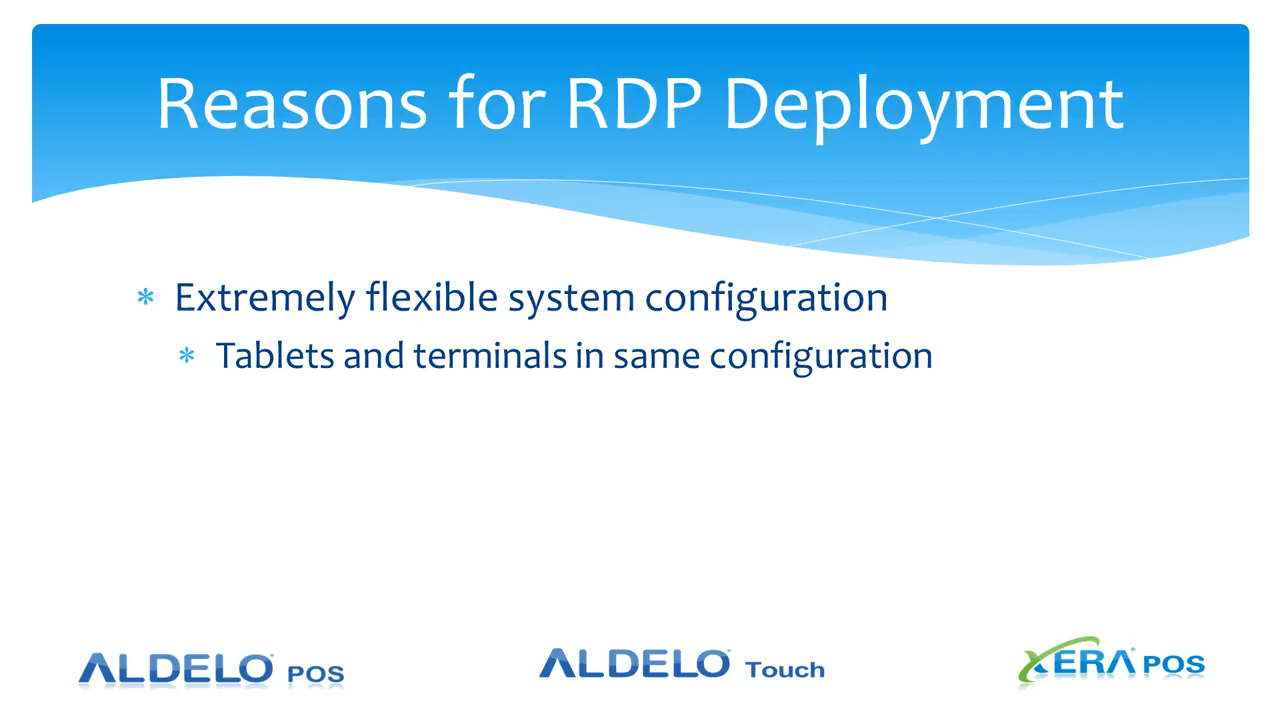 Reasons for RDP Deployment
* Extremely flexible system configuration
* Tablets and terminals in same configuration
ALDELO POS
ALDELO Touch
XERA POS